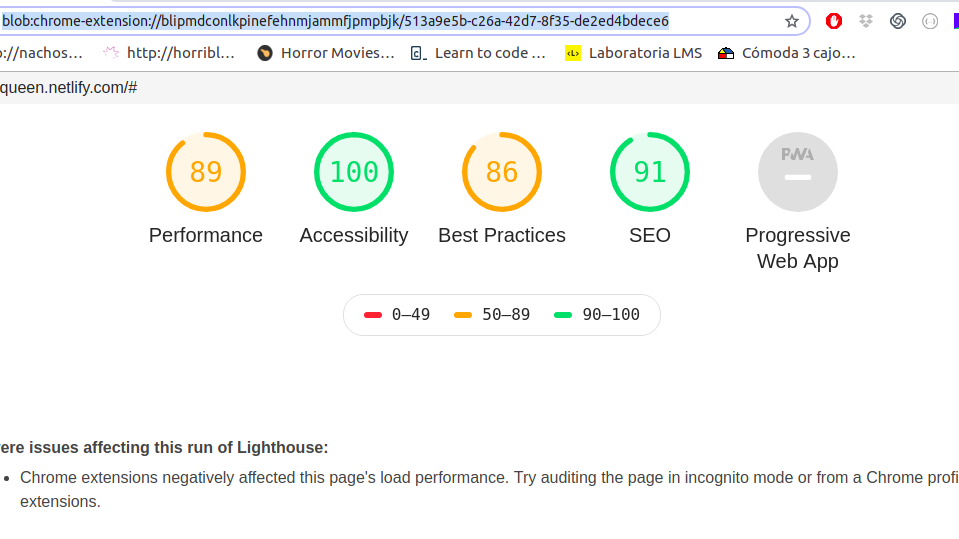 blob:chrome-extension://blipmdconlkpinefehnmjammfjpmpbjk/513a9e5b-c26a-42d7-8f35-de2ed4bdece6
://nachos… http://horribl… Horror Movies… Learn to code … Laboratoria LMS Cómoda 3 cajo…
queen.netlify.com/#
89 100 86 91 PWA
Performance Accessibility Best Practices SEO Progressive
Web App
0–49 50–89 90–100
ere issues affecting this run of Lighthouse:
• Chrome extensions negatively affected this page's load performance. Try auditing the page in incognito mode or from a Chrome profi
extensions.